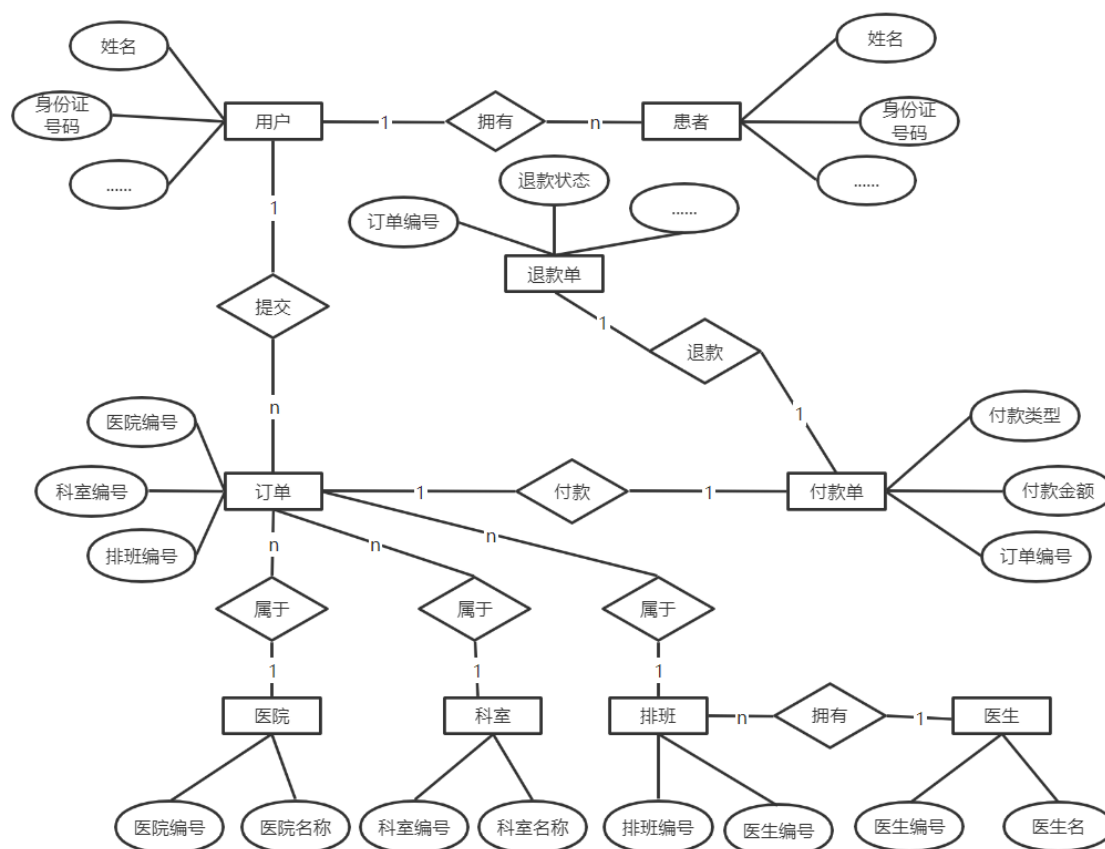 姓名
姓名
身份证
号码
用户
1
拥有
n
患者
身份证
号码
......
退款状态
......
......
订单编号
1
退款单
提交
1
退款
n
医院编号
1
付款类型
科室编号
订单
1
付款
1
付款单
付款金额
排班编号
n
n
n
订单编号
属于
属于
属于
1
1
1
医院
科室
排班
n
拥有
1
医生
医院编号
医院名称
科室编号
科室名称
排班编号
医生编号
医生编号
医生名